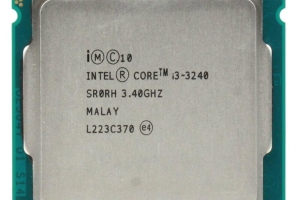 i Ⓜ Ⓒ 10
INTEL® CORE™ i3-3240
SR0RH 3.40GHZ
MALAY
L223C370 e4